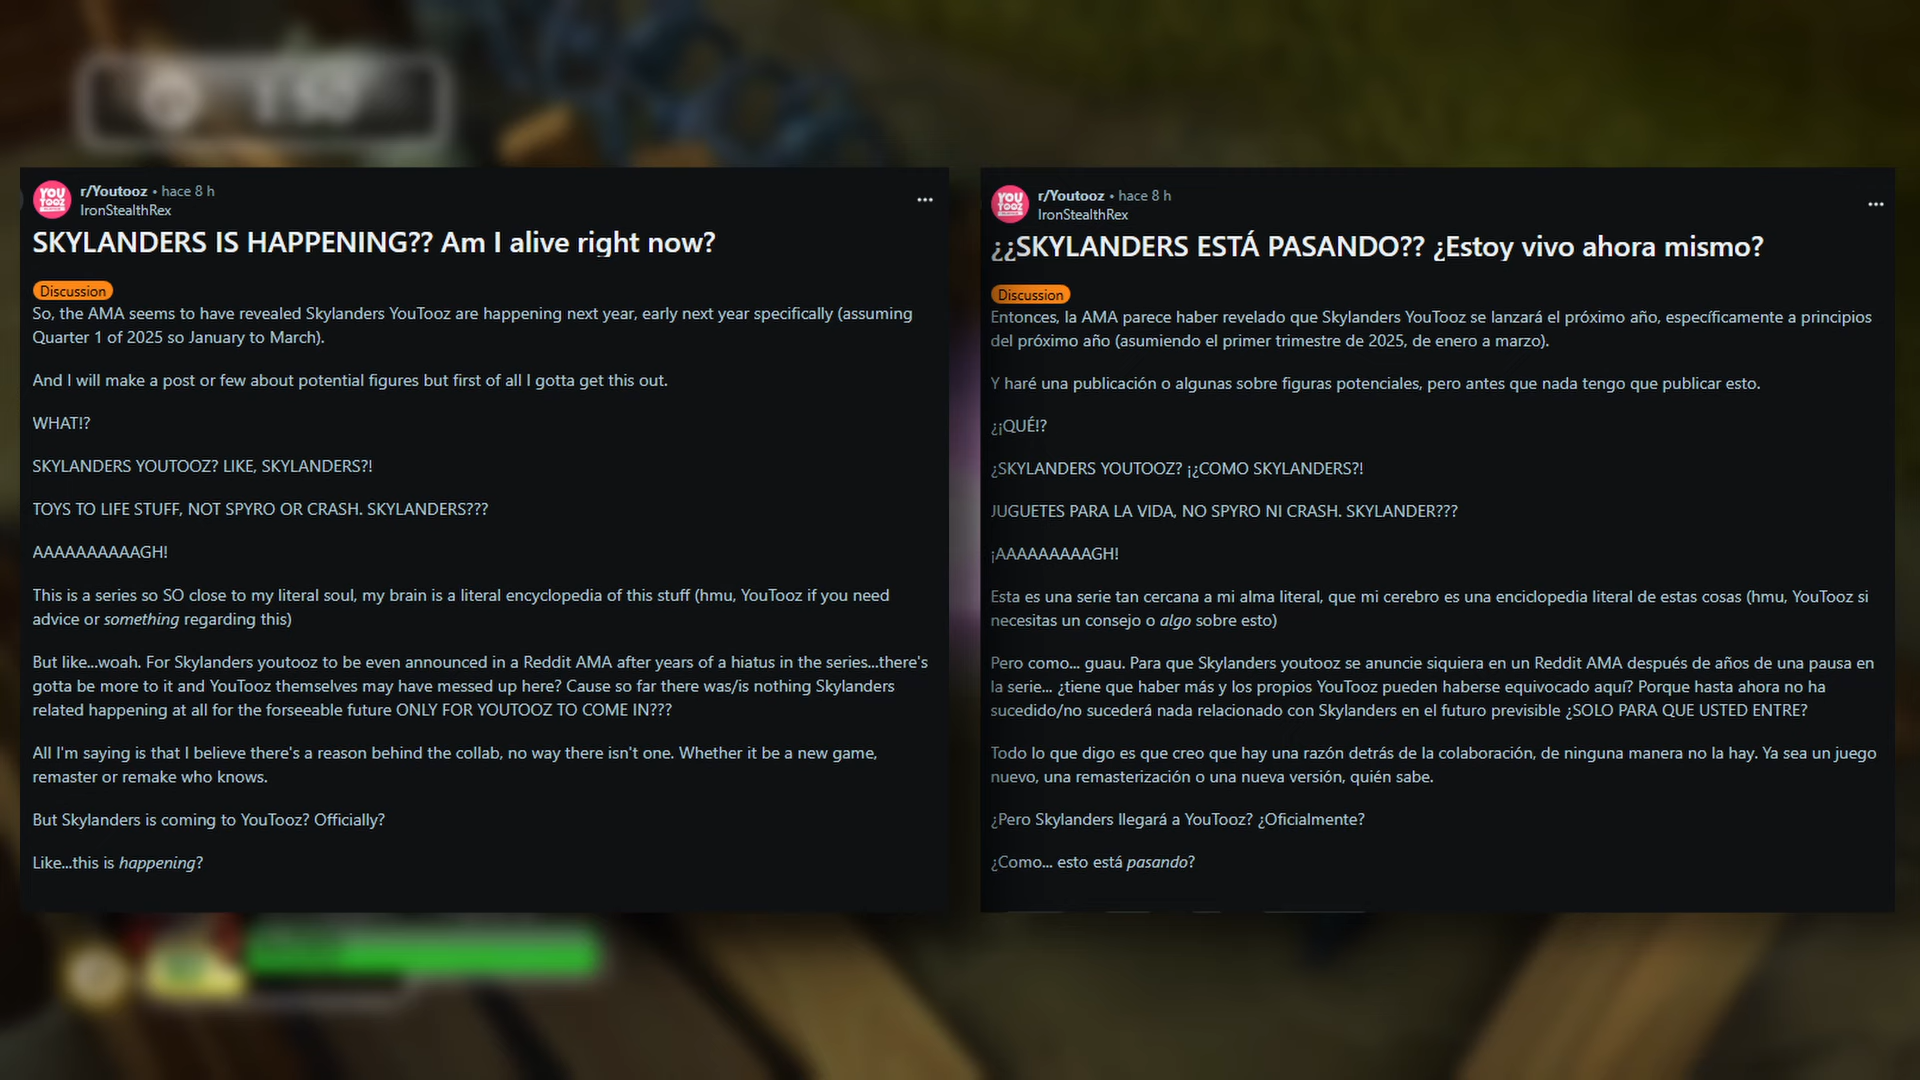 YOU
TOOZ
r/Youtooz • hace 8 h
IronStealthRex
SKYLANDERS IS HAPPENING?? Am I alive right now?
Discussion
So, the AMA seems to have revealed Skylanders YouTooz are happening next year, early next year specifically (assuming
Quarter 1 of 2025 so January to March).
And I will make a post or few about potential figures but first of all I gotta get this out.
WHAT!?
SKYLANDERS YOUTOOZ? LIKE, SKYLANDERS?!
TOYS TO LIFE STUFF, NOT SPYRO OR CRASH. SKYLANDERS???
AAAAAAAAAAGH!
This is a series so SO close to my literal soul, my brain is a literal encyclopedia of this stuff (hmu, YouTooz if you need
advice or something regarding this)
But like...woah. For Skylanders youtooz to be even announced in a Reddit AMA after years of a hiatus in the series...there's
gotta be more to it and YouTooz themselves may have messed up here? Cause so far there was/is nothing Skylanders
related happening at all for the forseeable future ONLY FOR YOUTOOZ TO COME IN???
All I'm saying is that I believe there's a reason behind the collab, no way there isn't one. Whether it be a new game,
remaster or remake who knows.
But Skylanders is coming to YouTooz? Officially?
Like...this is happening?
YOU
TOOZ
r/Youtooz • hace 8 h
IronStealthRex
¿¿SKYLANDERS ESTÁ PASANDO?? ¿Estoy vivo ahora mismo?
Discussion
Entonces, la AMA parece haber revelado que Skylanders YouTooz se lanzará el próximo año, específicamente a principios
del próximo año (asumiendo el primer trimestre de 2025, de enero a marzo).
Y haré una publicación o algunas sobre figuras potenciales, pero antes que nada tengo que publicar esto.
¿¡QUÉ!?
¿SKYLANDERS YOUTOOZ? ¡¿COMO SKYLANDERS?!
JUGUETES PARA LA VIDA, NO SPYRO NI CRASH. SKYLANDER???
¡AAAAAAAAAGH!
Esta es una serie tan cercana a mi alma literal, que mi cerebro es una enciclopedia literal de estas cosas (hmu, YouTooz si
necesitas un consejo o algo sobre esto)
Pero como... guau. Para que Skylanders youtooz se anuncie siquiera en un Reddit AMA después de años de una pausa en
la serie... ¿tiene que haber más y los propios YouTooz pueden haberse equivocado aquí? Porque hasta ahora no ha
sucedido/no sucederá nada relacionado con Skylanders en el futuro previsible ¿SOLO PARA QUE USTED ENTRE?
Todo lo que digo es que creo que hay una razón detrás de la colaboración, de ninguna manera no la hay. Ya sea un juego
nuevo, una remasterización o una nueva versión, quién sabe.
¿Pero Skylanders llegará a YouTooz? ¿Oficialmente?
¿Como... esto está pasando?